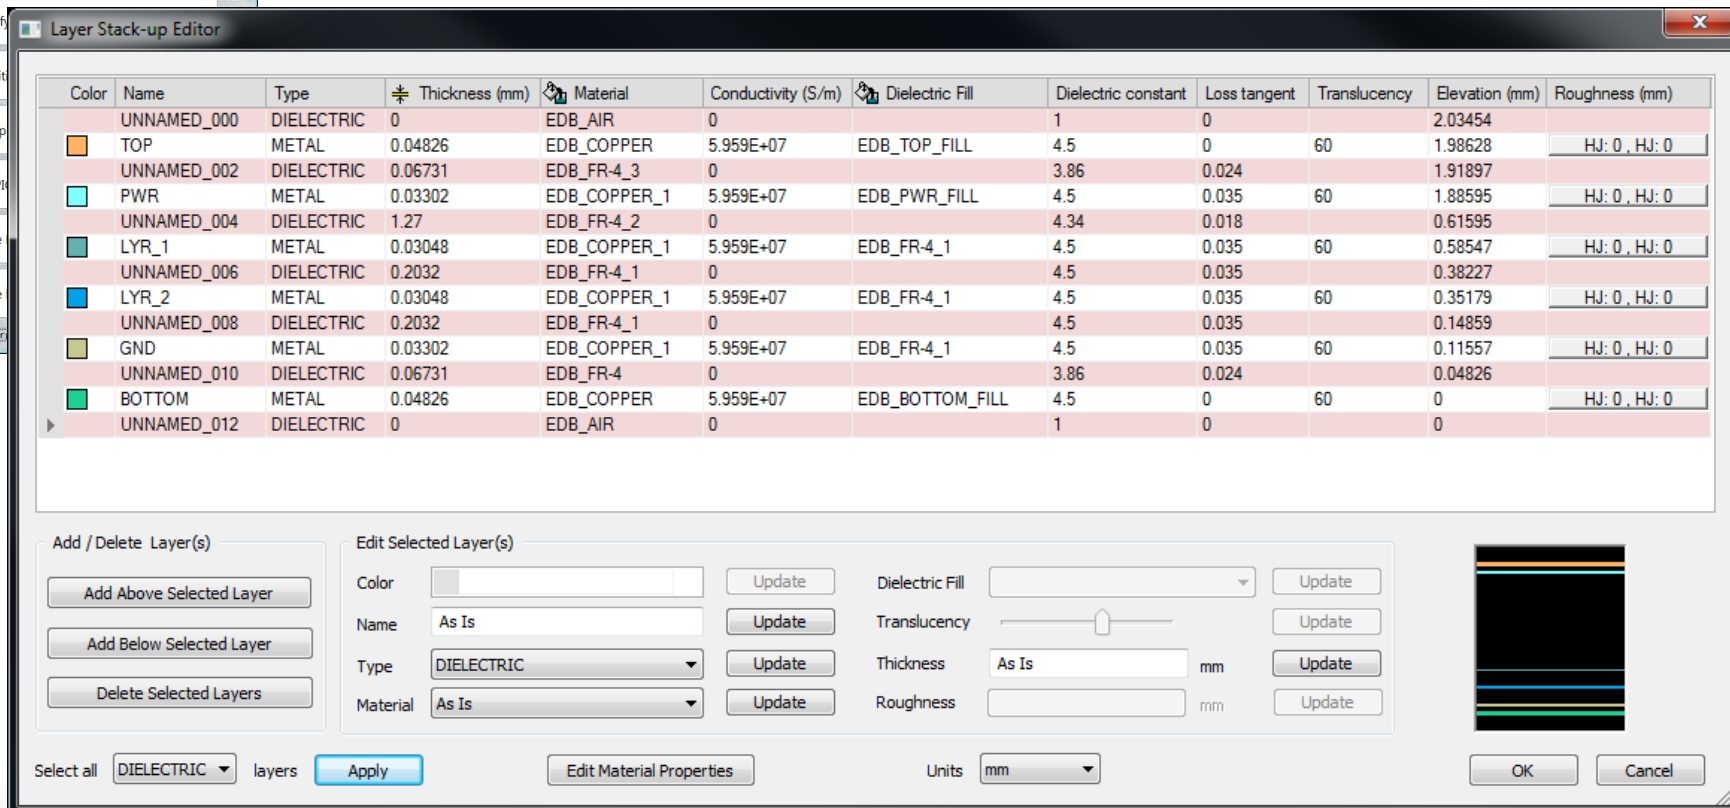 Layer Stack-up Editor
Color Name Type Thickness (mm) Material Conductivity (S/m) Dielectric Fill Dielectric constant Loss tangent Translucency Elevation (mm) Roughness (mm)
UNNAMED_000 DIELECTRIC 0 EDB_AIR 0 1 0 2.03454
TOP METAL 0.04826 EDB_COPPER 5.959E+07 EDB_TOP_FILL 4.5 0 60 1.98628 HJ: 0 , HJ: 0
UNNAMED_002 DIELECTRIC 0.06731 EDB_FR-4_3 0 3.86 0.024 1.91897
PWR METAL 0.03302 EDB_COPPER_1 5.959E+07 EDB_PWR_FILL 4.5 0.035 60 1.88595 HJ: 0 , HJ: 0
UNNAMED_004 DIELECTRIC 1.27 EDB_FR-4_2 0 4.34 0.018 0.61595
LYR_1 METAL 0.03048 EDB_COPPER_1 5.959E+07 EDB_FR-4_1 4.5 0.035 60 0.58547 HJ: 0 , HJ: 0
UNNAMED_006 DIELECTRIC 0.2032 EDB_FR-4_1 0 4.5 0.035 0.38227
LYR_2 METAL 0.03048 EDB_COPPER_1 5.959E+07 EDB_FR-4_1 4.5 0.035 60 0.35179 HJ: 0 , HJ: 0
UNNAMED_008 DIELECTRIC 0.2032 EDB_FR-4_1 0 4.5 0.035 0.14859
GND METAL 0.03302 EDB_COPPER_1 5.959E+07 EDB_FR-4_1 4.5 0.035 60 0.11557 HJ: 0 , HJ: 0
UNNAMED_010 DIELECTRIC 0.06731 EDB_FR-4 0 3.86 0.024 0.04826
BOTTOM METAL 0.04826 EDB_COPPER 5.959E+07 EDB_BOTTOM_FILL 4.5 0 60 0 HJ: 0 , HJ: 0
UNNAMED_012 DIELECTRIC 0 EDB_AIR 0 1 0 0
Add / Delete Layer(s)
Add Above Selected Layer
Add Below Selected Layer
Delete Selected Layers
Edit Selected Layer(s)
Color Update
Name As Is Update
Type DIELECTRIC Update
Material As Is Update
Dielectric Fill Update
Translucency Update
Thickness As Is mm Update
Roughness mm Update
Select all DIELECTRIC layers Apply Edit Material Properties Units mm OK Cancel